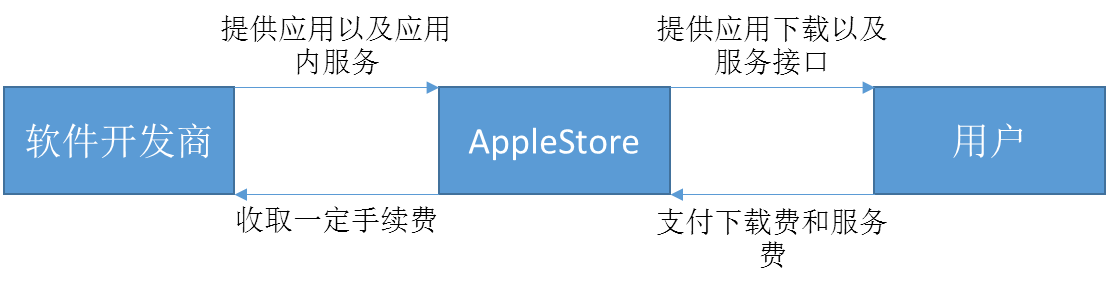 提供应用以及应用
内服务
提供应用下载以及
服务接口
软件开发商
AppleStore
用户
收取一定手续费
支付下载费和服务
费